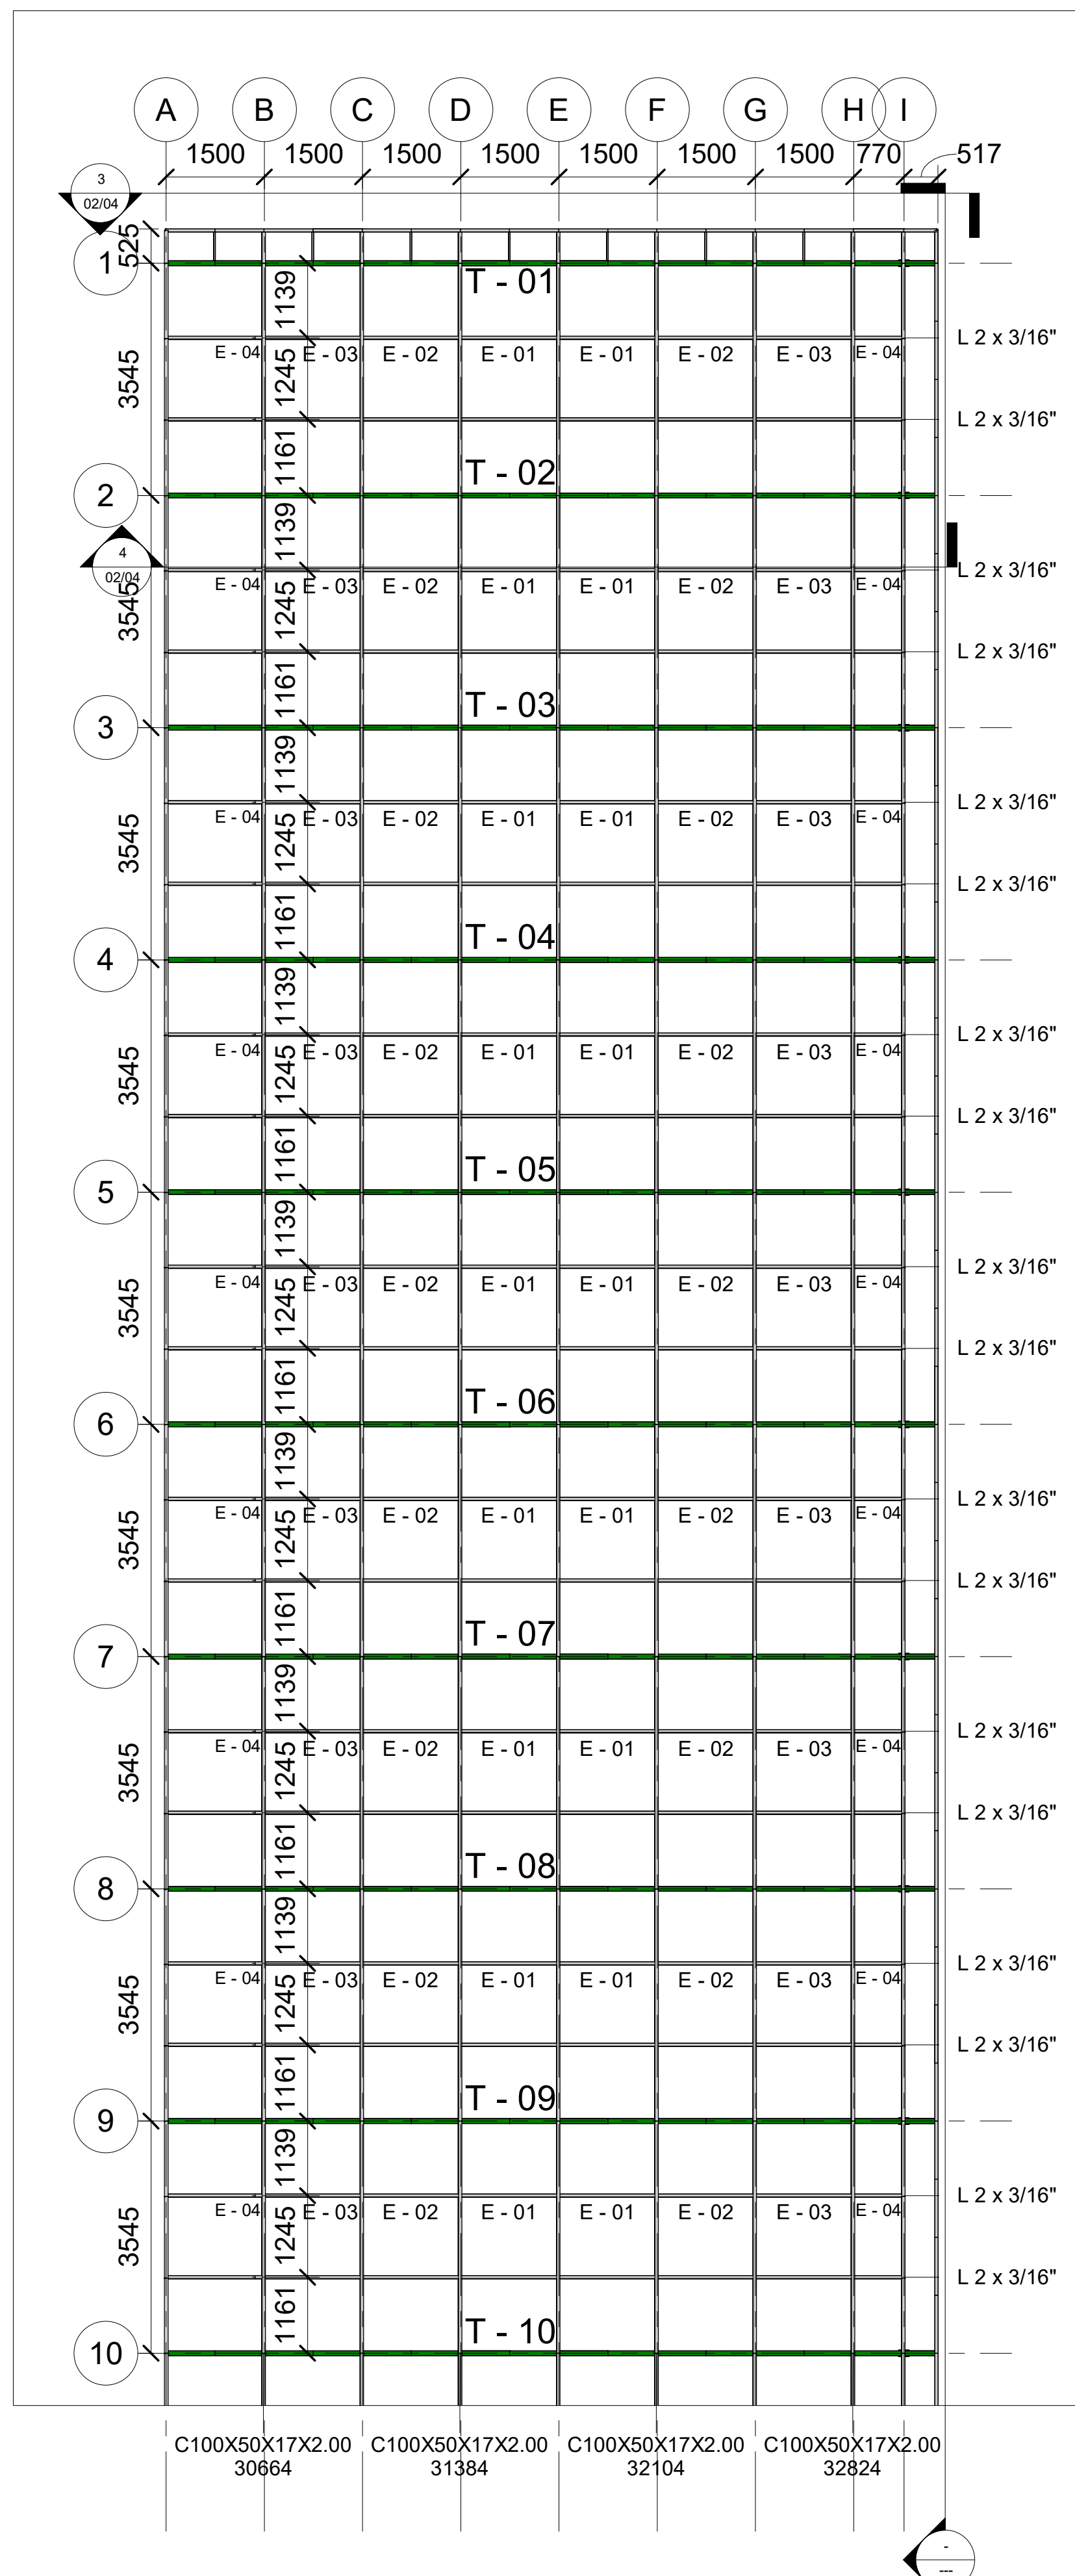 A B C D E F G H I
1500 1500 1500 1500 1500 1500 1500 770 517
3
02/04
525
1
T - 01
1139
L 2 x 3/16"
3545
E - 04 1245 E - 03 E - 02 E - 01 E - 01 E - 02 E - 03 E - 04
L 2 x 3/16"
1161
T - 02
2
1139
4
02/04
L 2 x 3/16"
3545
E - 04 1245 E - 03 E - 02 E - 01 E - 01 E - 02 E - 03 E - 04
L 2 x 3/16"
1161
T - 03
3
1139
L 2 x 3/16"
3545
E - 04 1245 E - 03 E - 02 E - 01 E - 01 E - 02 E - 03 E - 04
L 2 x 3/16"
1161
T - 04
4
1139
L 2 x 3/16"
3545
E - 04 1245 E - 03 E - 02 E - 01 E - 01 E - 02 E - 03 E - 04
L 2 x 3/16"
1161
T - 05
5
1139
L 2 x 3/16"
3545
E - 04 1245 E - 03 E - 02 E - 01 E - 01 E - 02 E - 03 E - 04
L 2 x 3/16"
1161
T - 06
6
1139
L 2 x 3/16"
3545
E - 04 1245 E - 03 E - 02 E - 01 E - 01 E - 02 E - 03 E - 04
L 2 x 3/16"
1161
T - 07
7
1139
L 2 x 3/16"
3545
E - 04 1245 E - 03 E - 02 E - 01 E - 01 E - 02 E - 03 E - 04
L 2 x 3/16"
1161
T - 08
8
1139
L 2 x 3/16"
3545
E - 04 1245 E - 03 E - 02 E - 01 E - 01 E - 02 E - 03 E - 04
L 2 x 3/16"
1161
T - 09
9
1139
L 2 x 3/16"
3545
E - 04 1245 E - 03 E - 02 E - 01 E - 01 E - 02 E - 03 E - 04
L 2 x 3/16"
1161
T - 10
10
C100X50X17X2.00 C100X50X17X2.00 C100X50X17X2.00 C100X50X17X2.00
30664 31384 32104 32824
-
---